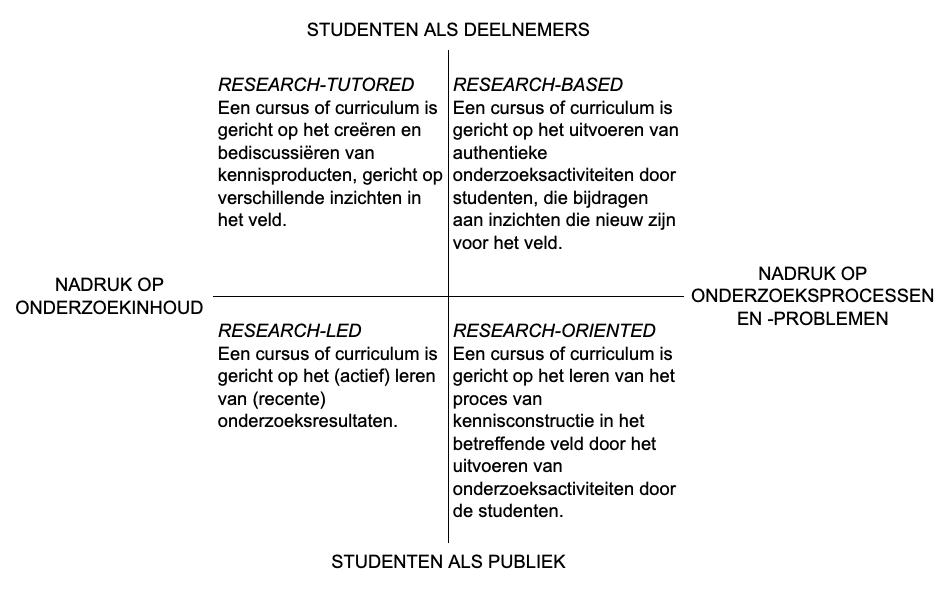 STUDENTEN ALS DEELNEMERS
RESEARCH-TUTORED
Een cursus of curriculum is
gericht op het creëren en
bediscussiëren van
kennisproducten, gericht op
verschillende inzichten in
het veld.
RESEARCH-BASED
Een cursus of curriculum is
gericht op het uitvoeren van
authentieke
onderzoeksactiviteiten door
studenten, die bijdragen
aan inzichten die nieuw zijn
voor het veld.
NADRUK OP
ONDERZOEKINHOUD
NADRUK OP
ONDERZOEKSPROCESSEN
EN -PROBLEMEN
RESEARCH-LED
Een cursus of curriculum is
gericht op het (actief) leren
van (recente)
onderzoeksresultaten.
RESEARCH-ORIENTED
Een cursus of curriculum is
gericht op het leren van het
proces van
kennisconstructie in het
betreffende veld door het
uitvoeren van
onderzoeksactiviteiten door
de studenten.
STUDENTEN ALS PUBLIEK